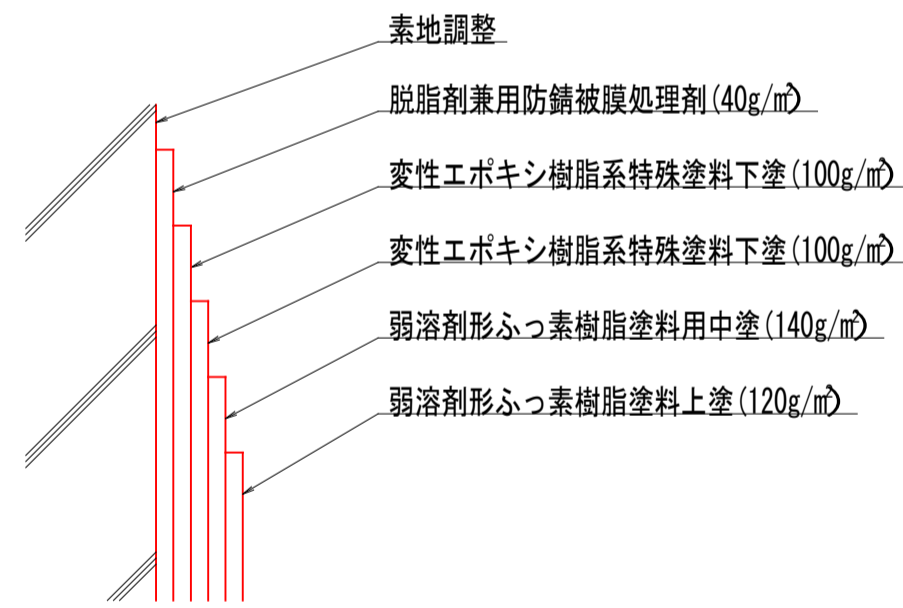 素地調整
脱脂剤兼用防錆被膜処理剤(40g/㎡)
変性エポキシ樹脂系特殊塗料下塗(100g/㎡)
変性エポキシ樹脂系特殊塗料下塗(100g/㎡)
弱溶剤形ふっ素樹脂塗料用中塗(140g/㎡)
弱溶剤形ふっ素樹脂塗料上塗(120g/㎡)